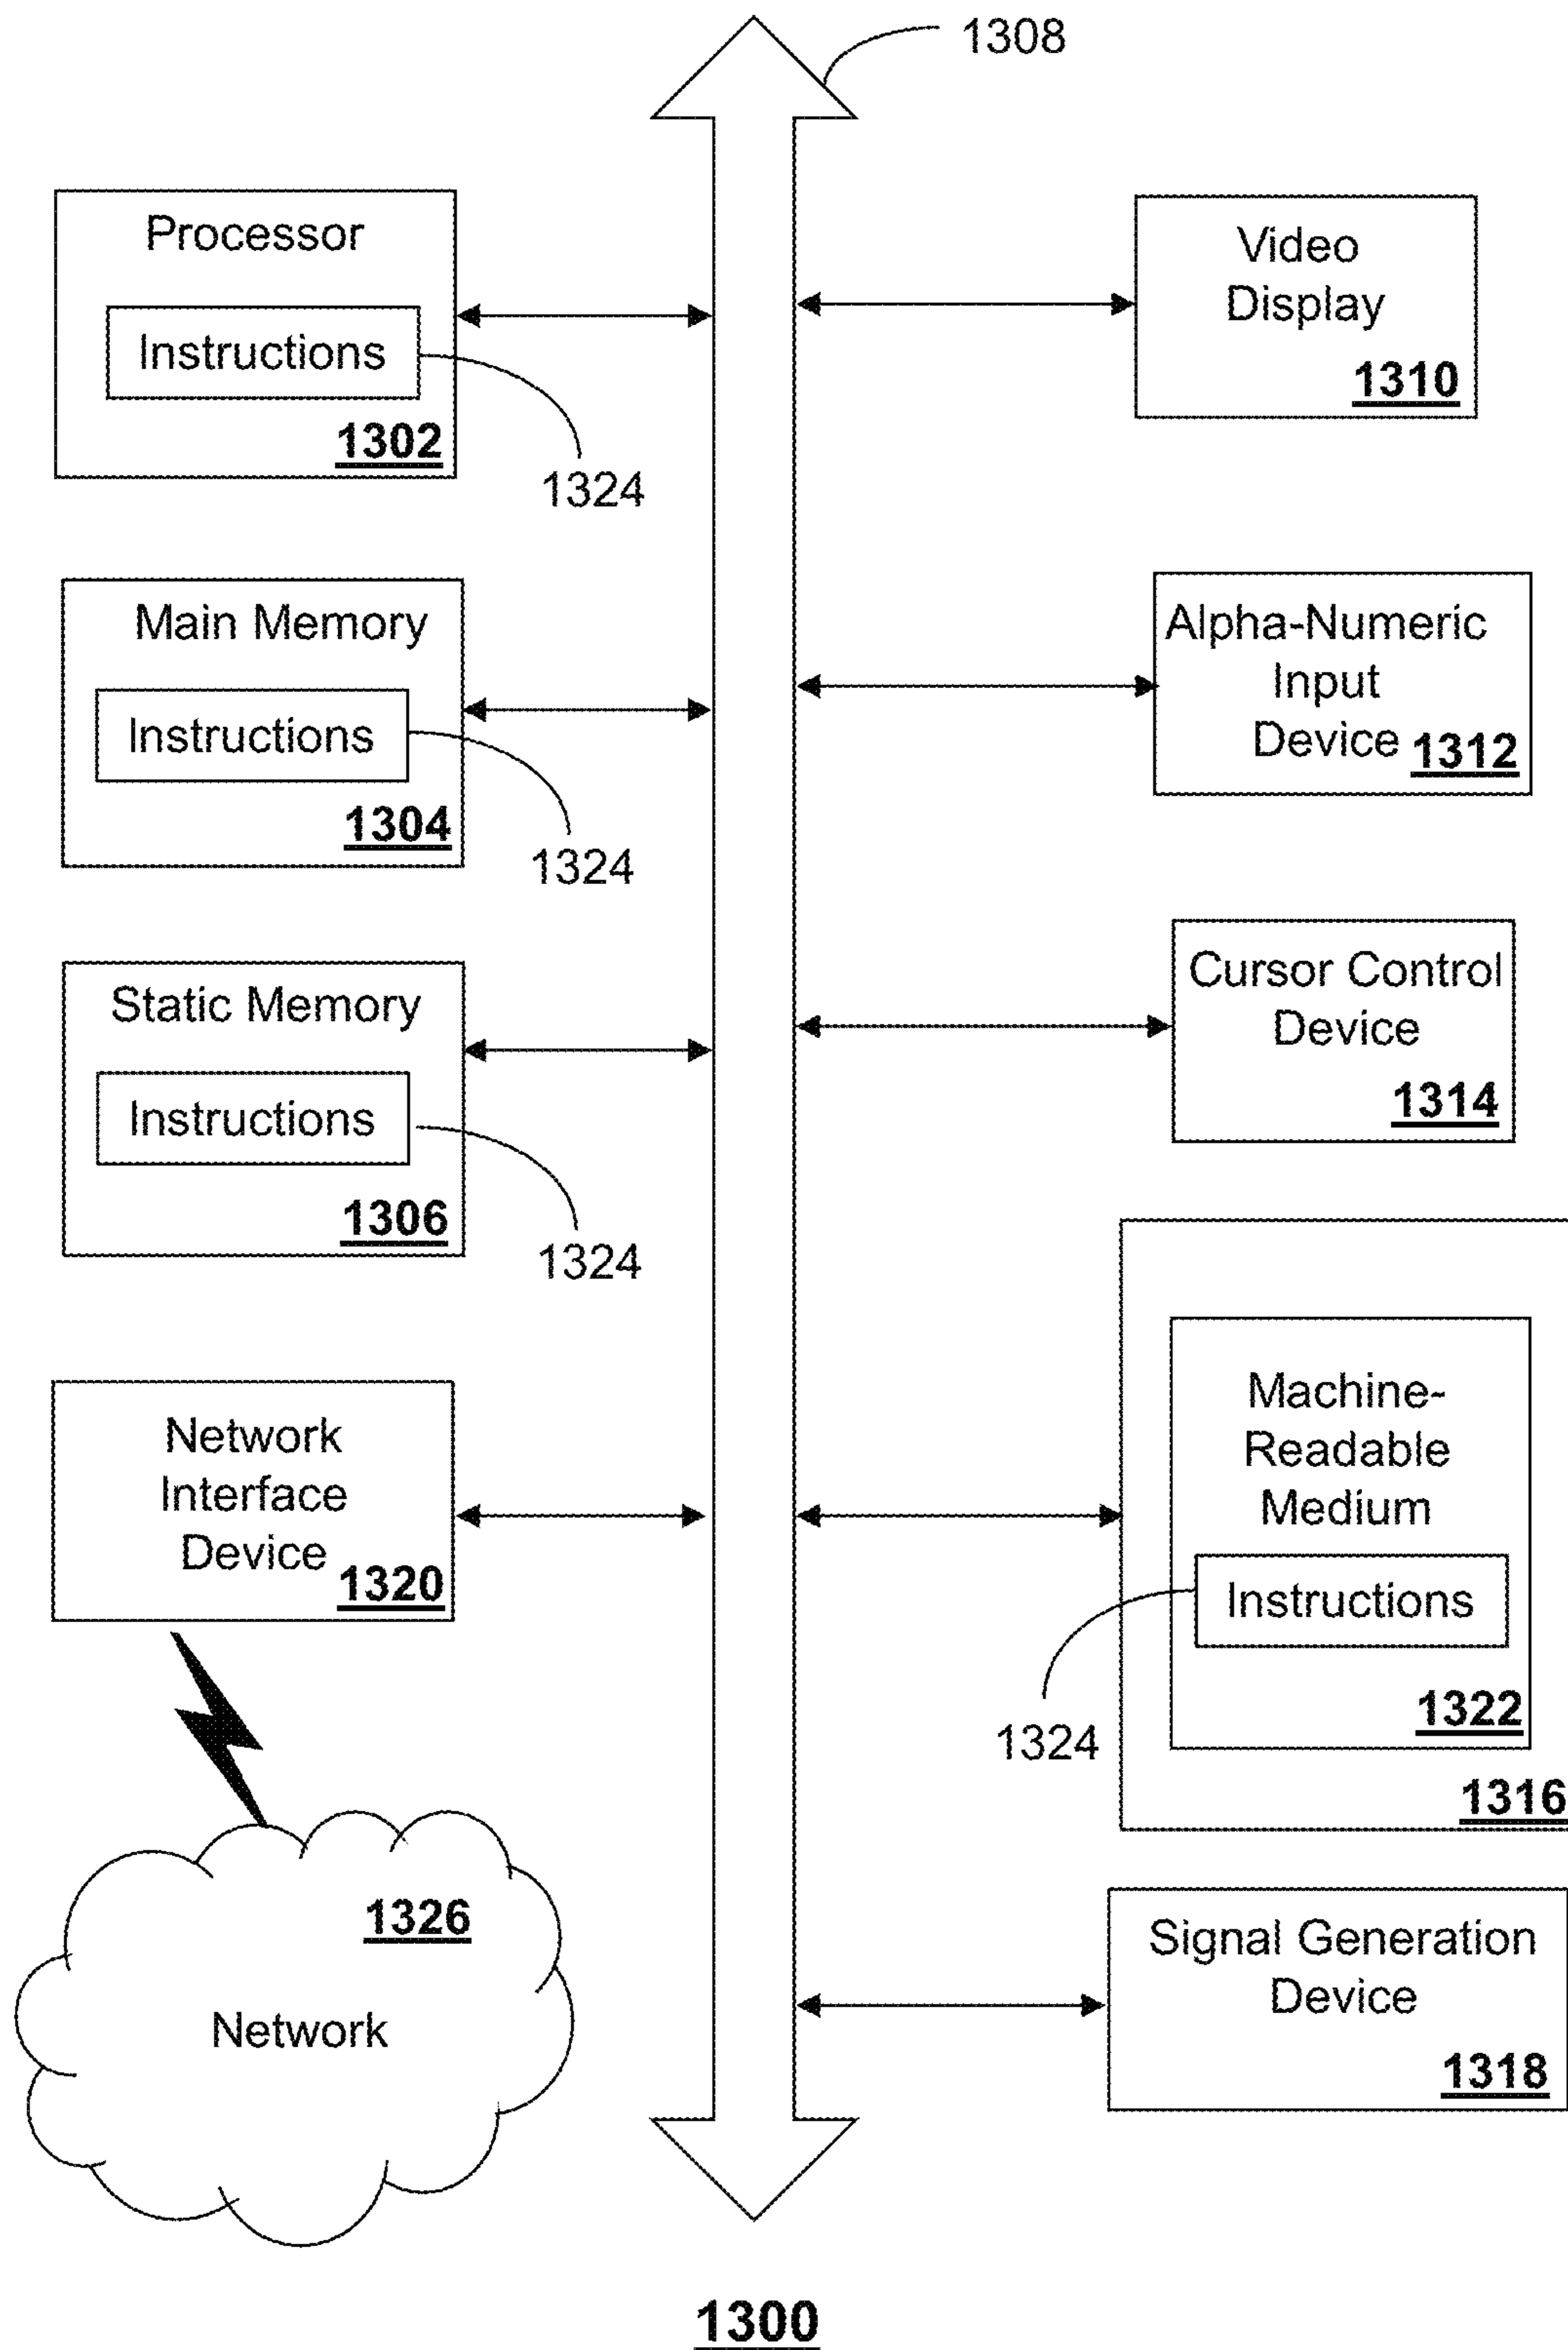 1308
Processor
Instructions
1302
1324
Main Memory
Instructions
1304
1324
Static Memory
Instructions
1306
1324
Network
Interface
Device
1320
1326
Network
Video
Display
1310
Alpha-Numeric
Input
Device 1312
Cursor Control
Device
1314
Machine-
Readable
Medium
Instructions
1324
1322
1316
Signal Generation
Device
1318
1300